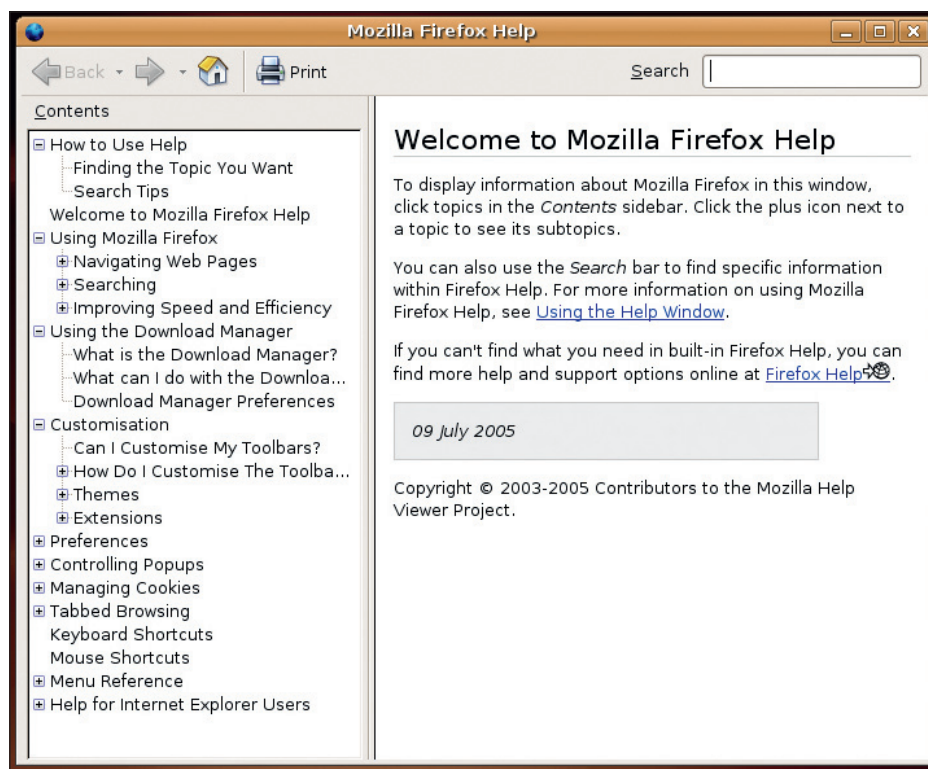 Mozilla Firefox Help
Back
Print
Search
Contents
How to Use Help
Finding the Topic You Want
Search Tips
Welcome to Mozilla Firefox Help
Using Mozilla Firefox
Navigating Web Pages
Searching
Improving Speed and Efficiency
Using the Download Manager
What is the Download Manager?
What can I do with the Downloa...
Download Manager Preferences
Customisation
Can I Customise My Toolbars?
How Do I Customise The Toolba...
Themes
Extensions
Preferences
Controlling Popups
Managing Cookies
Tabbed Browsing
Keyboard Shortcuts
Mouse Shortcuts
Menu Reference
Help for Internet Explorer Users
Welcome to Mozilla Firefox Help
To display information about Mozilla Firefox in this window,
click topics in the Contents sidebar. Click the plus icon next to
a topic to see its subtopics.
You can also use the Search bar to find specific information
within Firefox Help. For more information on using Mozilla
Firefox Help, see Using the Help Window.
If you can't find what you need in built-in Firefox Help, you can
find more help and support options online at Firefox Help.
09 July 2005
Copyright © 2003-2005 Contributors to the Mozilla Help
Viewer Project.